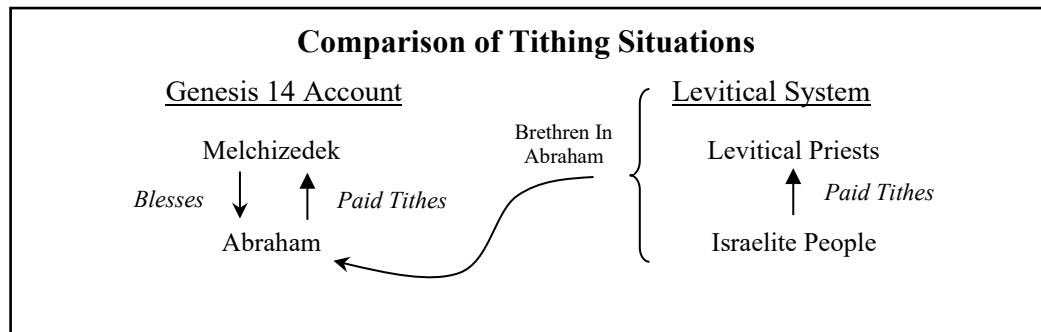 Comparison of Tithing Situations
Genesis 14 Account
Melchizedek
Blesses
Paid Tithes
Abraham
Brethren In
Abraham
Levitical System
Levitical Priests
Paid Tithes
Israelite People